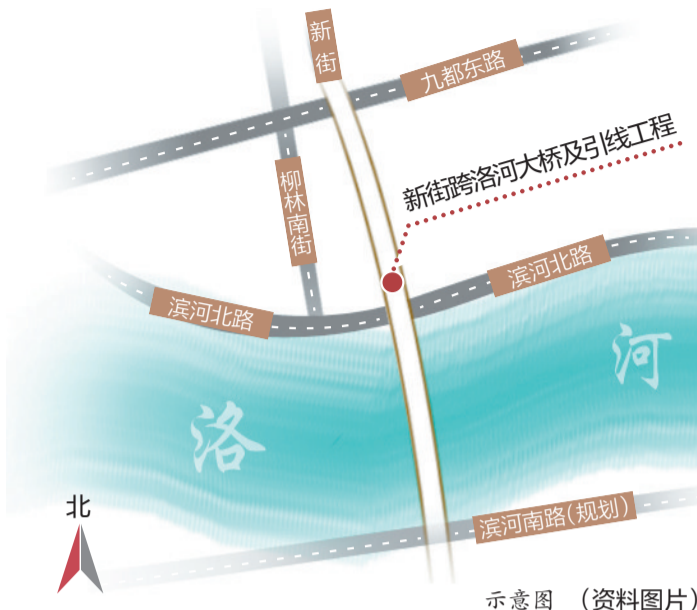 新街
九都东路
新街跨洛河大桥及引线工程
柳林南街
滨河北路
滨河北路
河
洛
北
滨河南路(规划)
示意图 (资料图片)